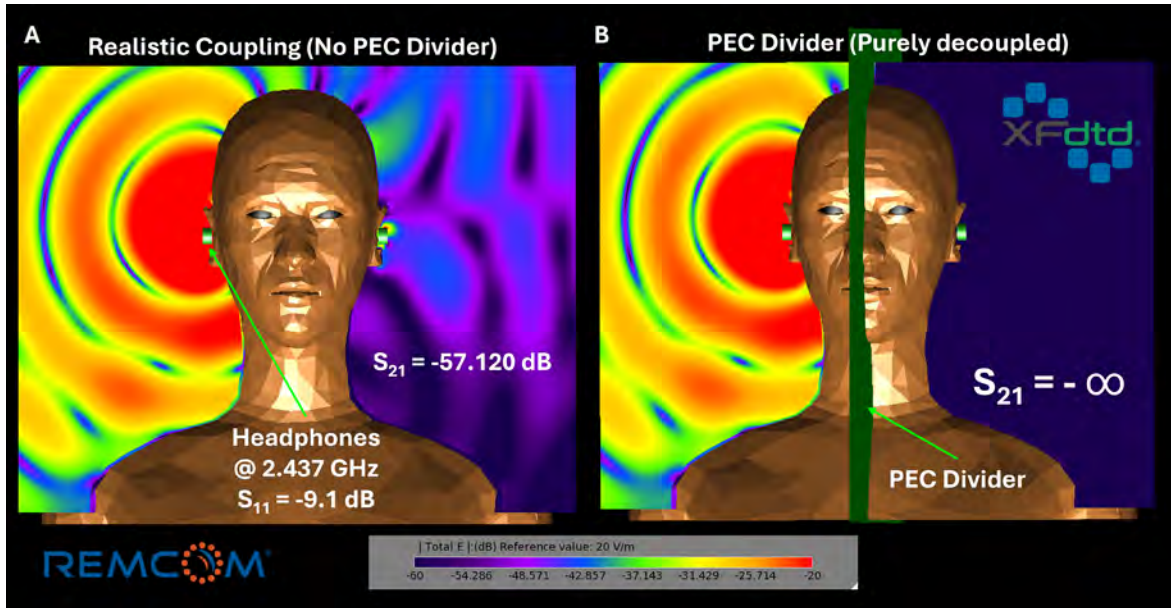 A
Realistic Coupling (No PEC Divider)
S21 = -57.120 dB
Headphones
@ 2.437 GHz
S11 = -9.1 dB
B
PEC Divider (Purely decoupled)
XFdtd®
S21 = - ∞
PEC Divider
REMCOM®
| Total E |:(dB) Reference value: 20 V/m
-60 -54.286 -48.571 -42.857 -37.143 -31.429 -25.714 -20